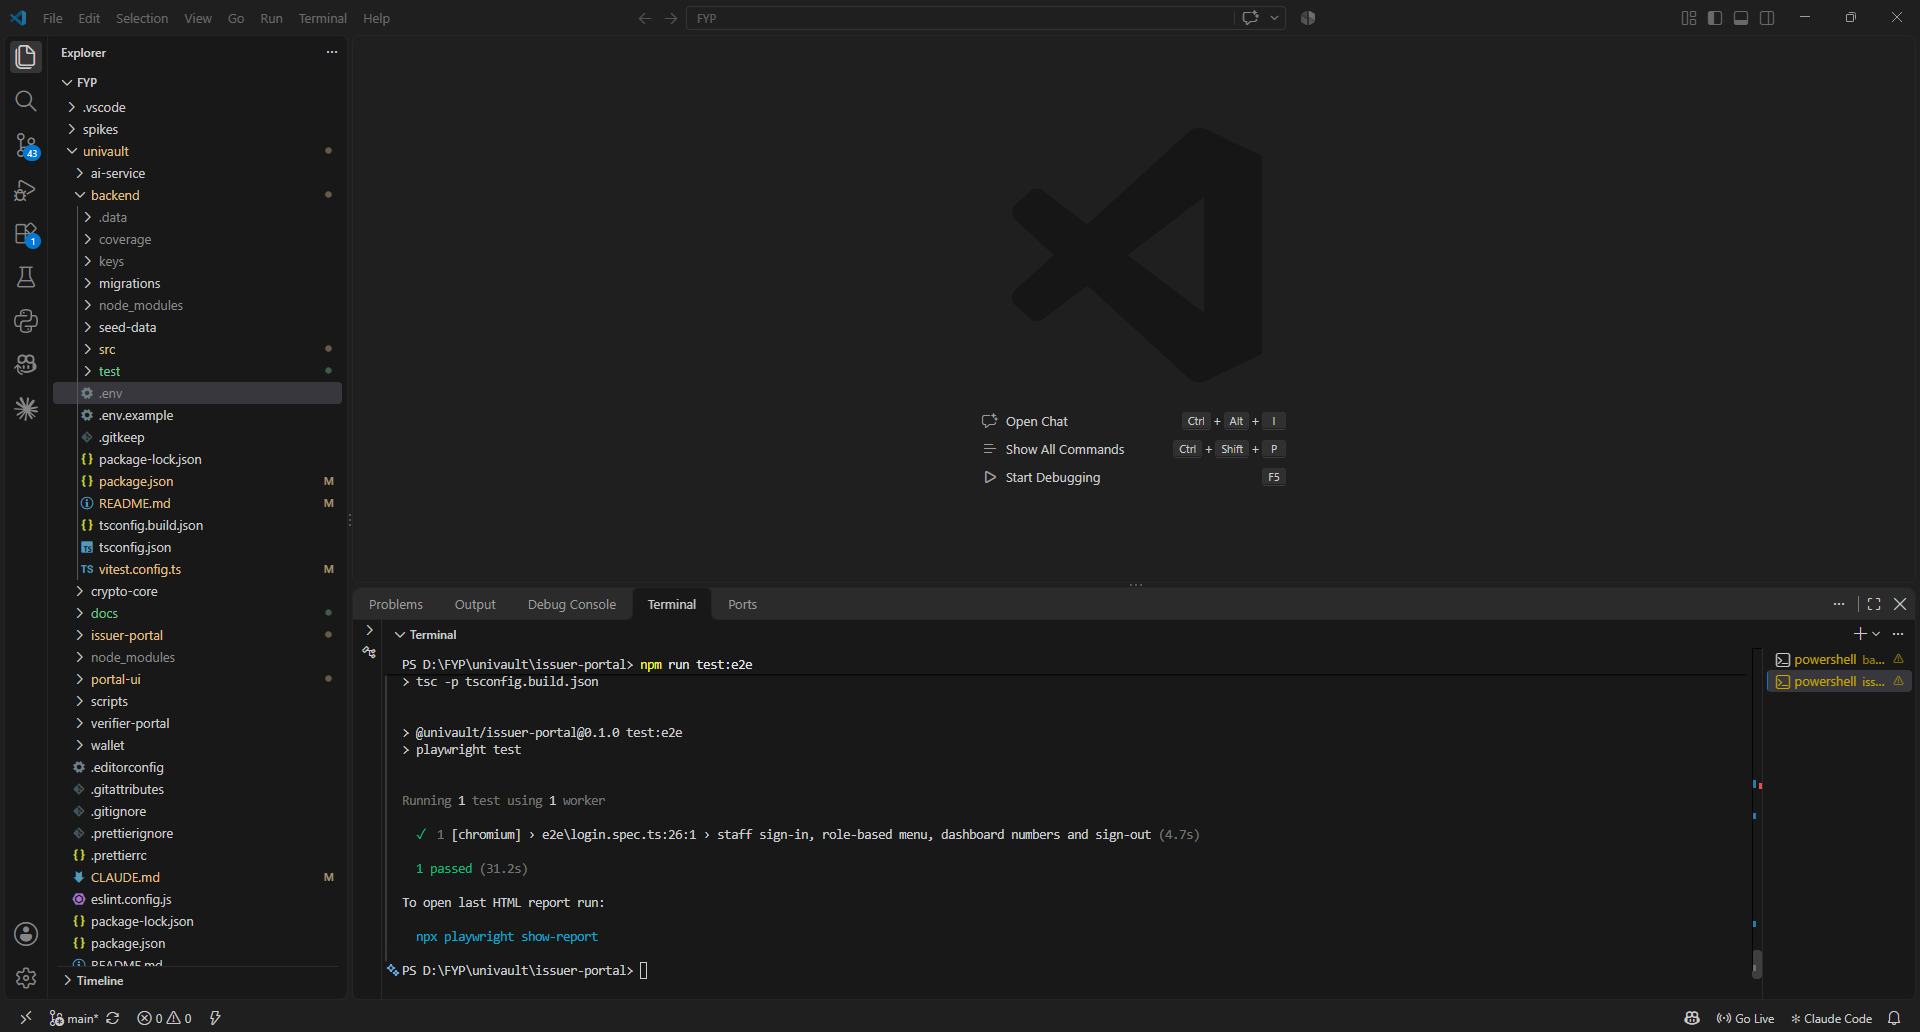 File Edit Selection View Go Run Terminal Help
FYP
Explorer
FYP
.vscode
spikes
43
univault
ai-service
backend
.data
coverage
1
keys
migrations
node_modules
seed-data
src
test
.env
.env.example
.gitkeep
package-lock.json
package.json M
README.md M
tsconfig.build.json
tsconfig.json
TS vitest.config.ts M
crypto-core
docs
issuer-portal
node_modules
portal-ui
scripts
verifier-portal
wallet
.editorconfig
.gitattributes
.gitignore
.prettierignore
.prettierrc
CLAUDE.md M
eslint.config.js
package-lock.json
package.json
README.md
Timeline
Open Chat Ctrl + Alt + I
Show All Commands Ctrl + Shift + P
Start Debugging F5
Problems Output Debug Console Terminal Ports
Terminal
PS D:\FYP\univault\issuer-portal> npm run test:e2e
> tsc -p tsconfig.build.json
> @univault/issuer-portal@0.1.0 test:e2e
> playwright test
Running 1 test using 1 worker
✓ 1 [chromium] › e2e\login.spec.ts:26:1 › staff sign-in, role-based menu, dashboard numbers and sign-out (4.7s)
1 passed (31.2s)
To open last HTML report run:
npx playwright show-report
PS D:\FYP\univault\issuer-portal>
powershell ba...
powershell iss...
main* 0 0
Go Live Claude Code